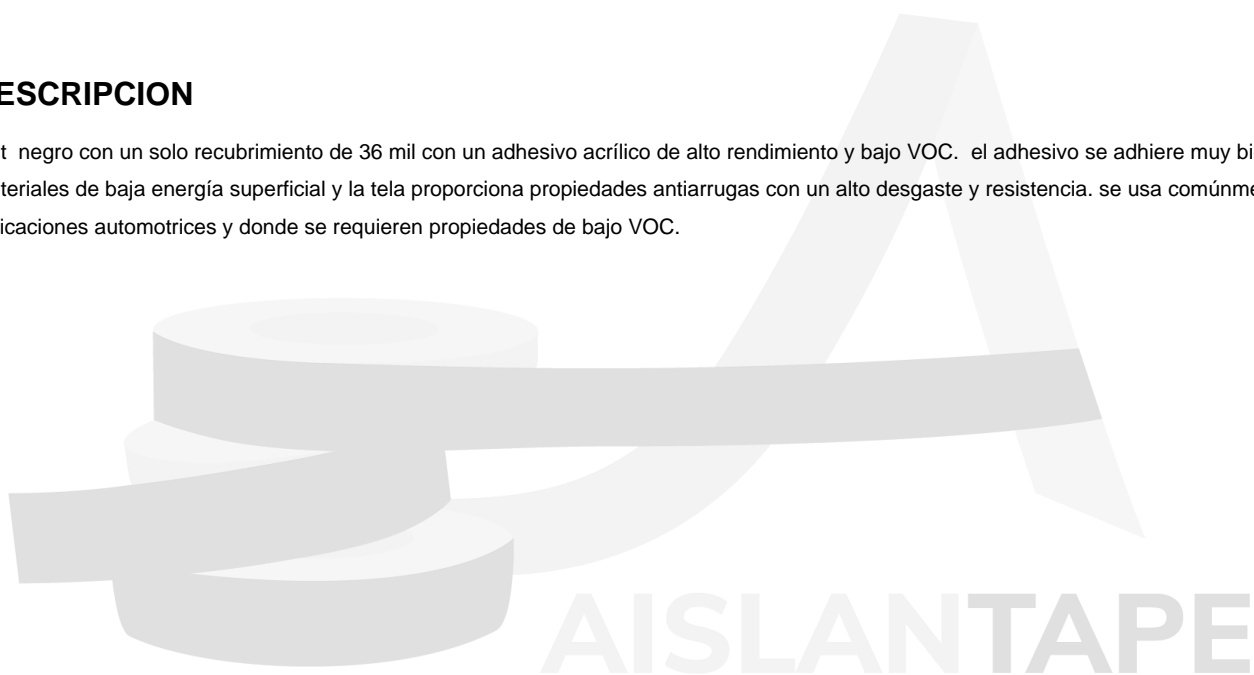 ESCRIPCION
t negro con un solo recubrimiento de 36 mil con un adhesivo acrílico de alto rendimiento y bajo VOC. el adhesivo se adhiere muy bi
teriales de baja energía superficial y la tela proporciona propiedades antiarrugas con un alto desgaste y resistencia. se usa comúnme
icaciones automotrices y donde se requieren propiedades de bajo VOC.
AISLANTAPE